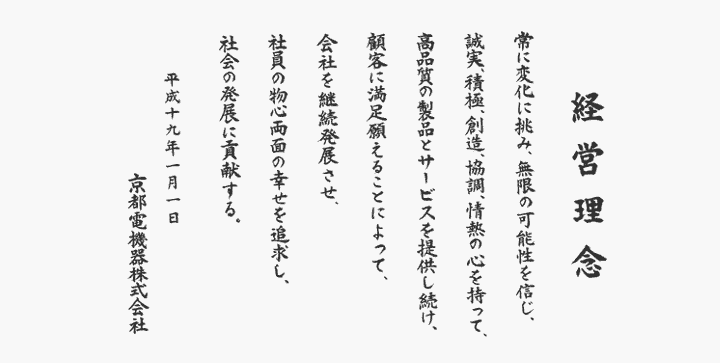 経営理念
常に変化に挑み、無限の可能性を信じ、
誠実、積極、創造、協調、情熱の心を持って、
高品質の製品とサービスを提供し続け、
顧客に満足願えることによって、
会社を継続発展させ、
社員の物心両面の幸せを追求し、
社会の発展に貢献する。
平成十九年一月一日
京都電機器株式会社